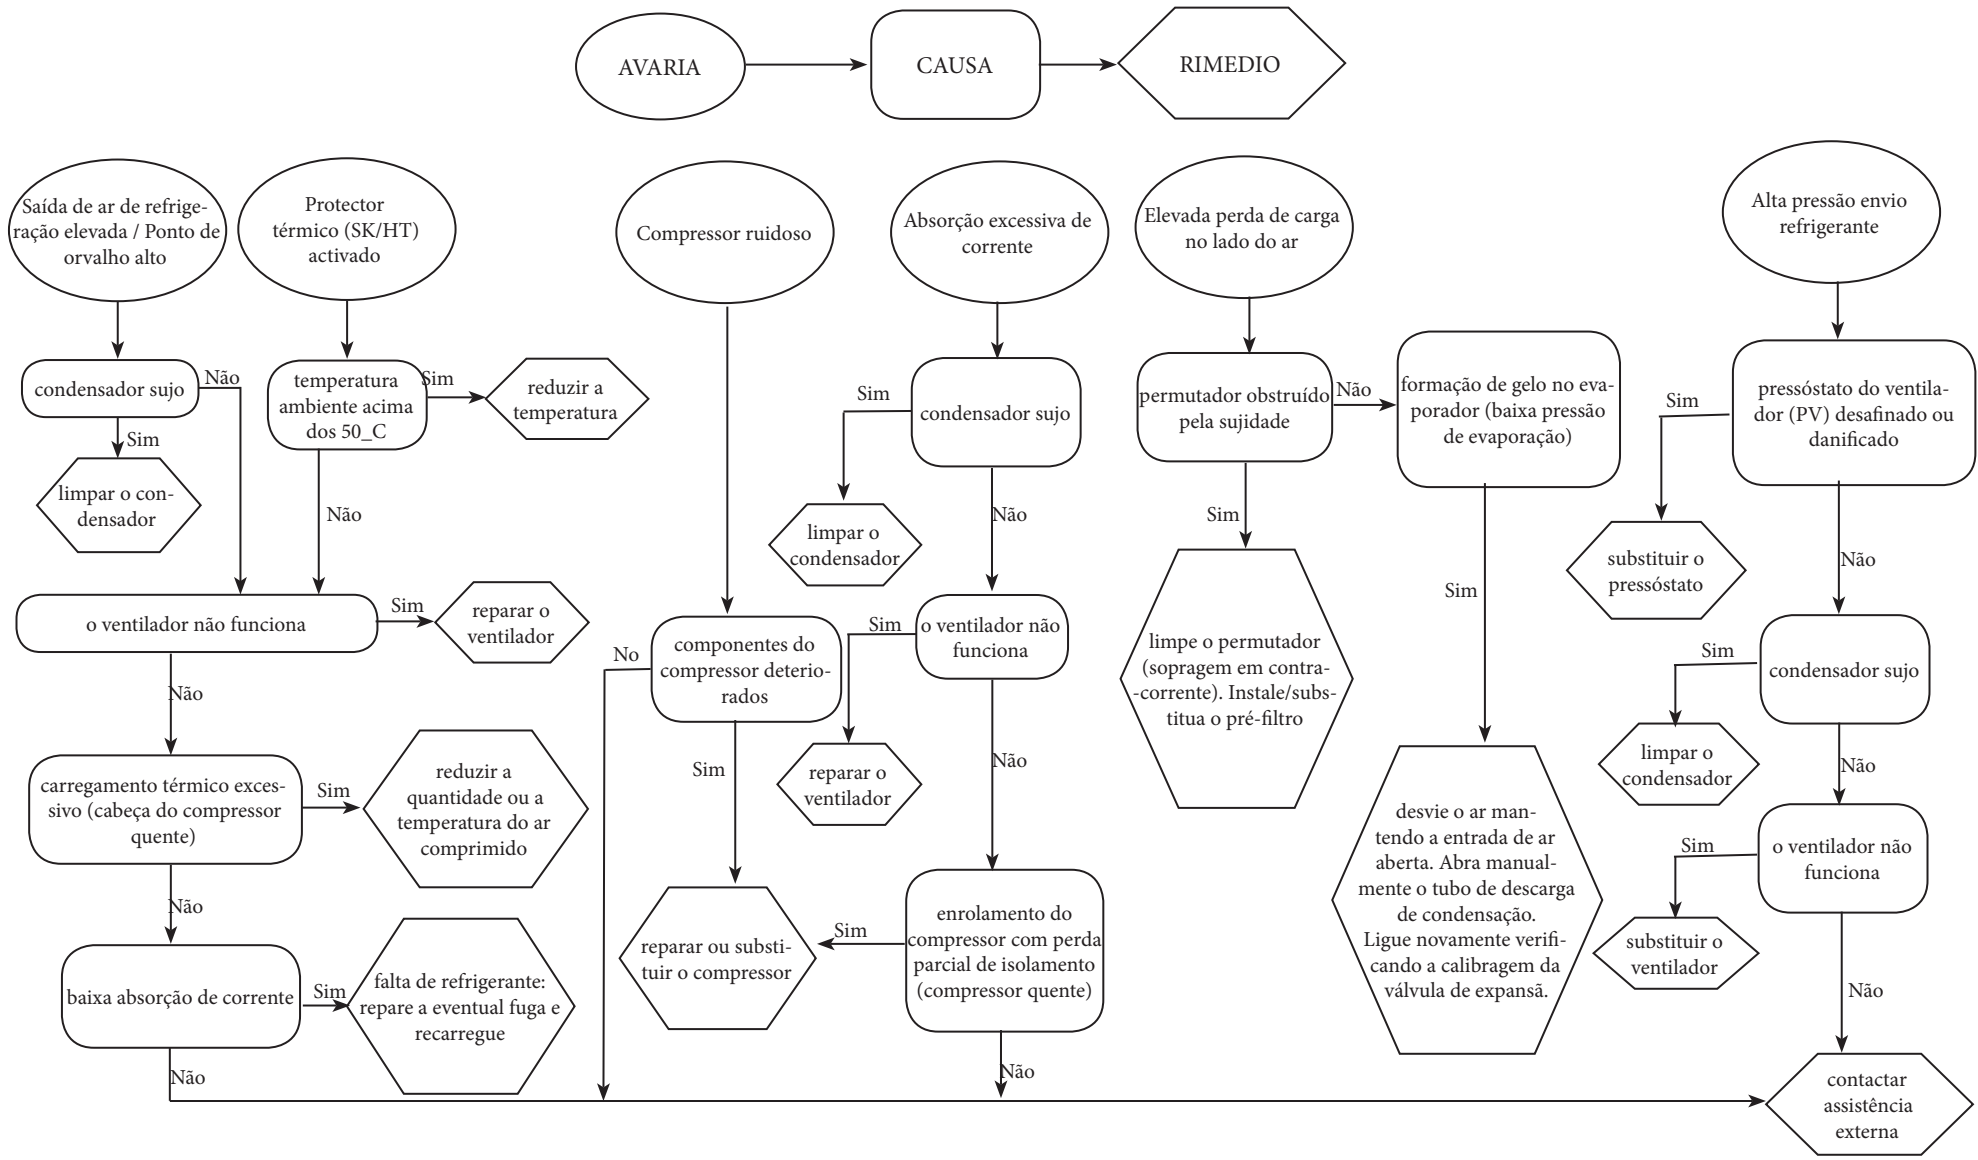 AVARIA
CAUSA
RIMEDIO
Saída de ar de refrige-
ração elevada / Ponto de
orvalho alto
Protector
térmico (SK/HT)
activado
Compressor ruidoso
Absorção excessiva de
corrente
Elevada perda de carga
no lado do ar
Alta pressão envio
refrigerante
condensador sujo
Não
Sim
limpar o con-
densador
temperatura
ambiente acima
dos 50_C
Sim
reduzir a
temperatura
Não
o ventilador não funciona
Sim
reparar o
ventilador
Não
carregamento térmico exces-
sivo (cabeça do compressor
quente)
Sim
reduzir a
quantidade ou a
temperatura do ar
comprimido
Não
baixa absorção de corrente
Sim
falta de refrigerante:
repare a eventual fuga e
recarregue
Não
No
componentes do
compressor deterio-
rados
Sim
reparar ou substi-
tuir o compressor
Sim
condensador sujo
limpar o
condensador
Não
Sim
o ventilador não
funciona
reparar o
ventilador
Não
enrolamento do
compressor com perda
parcial de isolamento
(compressor quente)
Sim
Não
permutador obstruído
pela sujidade
Não
formação de gelo no eva-
porador (baixa pressão
de evaporação)
Sim
limpe o permutador
(sopragem em contra-
-corrente). Instale/subs-
titua o pré-filtro
Sim
desvie o ar man-
tendo a entrada de ar
aberta. Abra manual-
mente o tubo de descarga
de condensação.
Ligue novamente verifi-
cando a calibragem da
válvula de expansã.
Sim
pressóstato do ventila-
dor (PV) desafinado ou
danificado
substituir o
pressóstato
Não
Sim
condensador sujo
limpar o
condensador
Não
Sim
o ventilador não
funciona
substituir o
ventilador
Não
contactar
assistência
externa